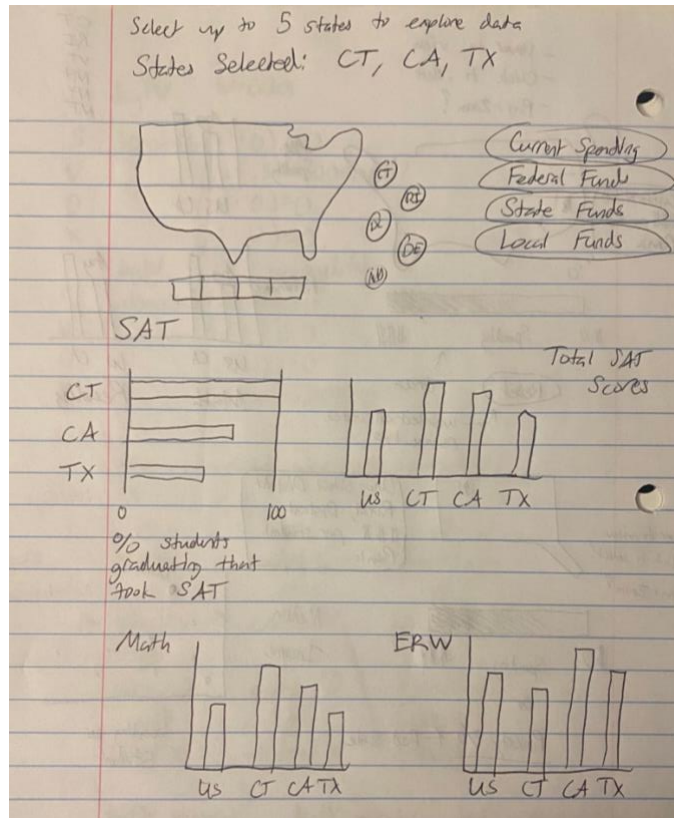 Select up to 5 states to explore data
States Selected: CT, CA, TX
Current Spending
Federal Funds
State Funds
Local Funds
CT
RI
DE
SAT
CT
CA
TX
0 100
% students
graduating that
took SAT
Total SAT
Scores
US CT CA TX
Math
US CT CA TX
ERW
US CT CA TX